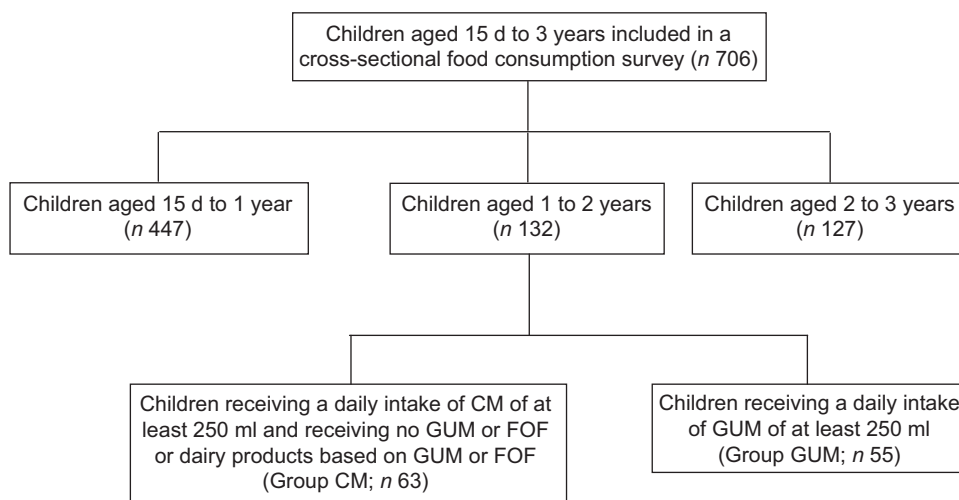 Children aged 15 d to 3 years included in a
cross-sectional food consumption survey (n 706)
Children aged 15 d to 1 year
(n 447)
Children aged 1 to 2 years
(n 132)
Children aged 2 to 3 years
(n 127)
Children receiving a daily intake of CM of at
least 250 ml and receiving no GUM or FOF
or dairy products based on GUM or FOF
(Group CM; n 63)
Children receiving a daily intake
of GUM of at least 250 ml
(Group GUM; n 55)